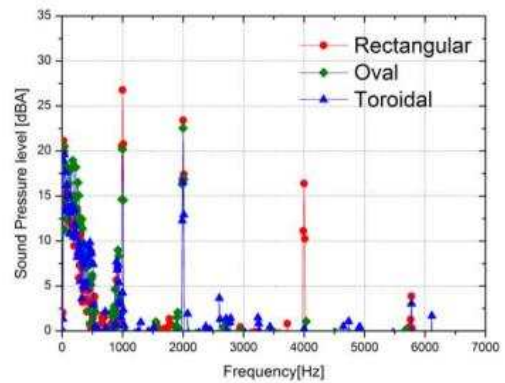 35
30
25
20
15
10
5
0
Sound Pressure level [dBA]
Rectangular
Oval
Toroidal
0 1000 2000 3000 4000 5000 6000 7000
Frequency[Hz]